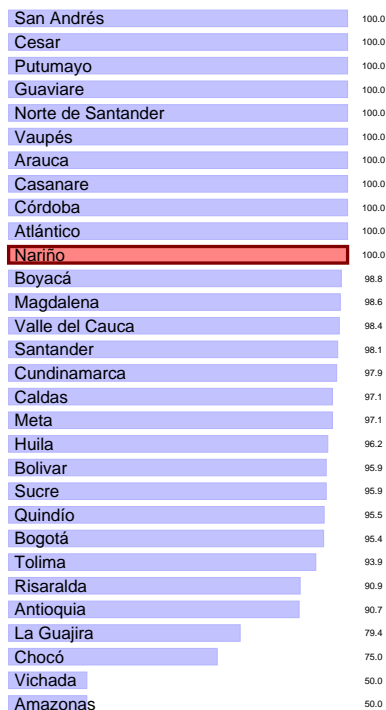 San Andrés 100.0
Cesar 100.0
Putumayo 100.0
Guaviare 100.0
Norte de Santander 100.0
Vaupés 100.0
Arauca 100.0
Casanare 100.0
Córdoba 100.0
Atlántico 100.0
Nariño 100.0
Boyacá 98.8
Magdalena 98.6
Valle del Cauca 98.4
Santander 98.1
Cundinamarca 97.9
Caldas 97.1
Meta 97.1
Huila 96.2
Bolivar 95.9
Sucre 95.9
Quindío 95.5
Bogotá 95.4
Tolima 93.9
Risaralda 90.9
Antioquia 90.7
La Guajira 79.4
Chocó 75.0
Vichada 50.0
Amazonas 50.0